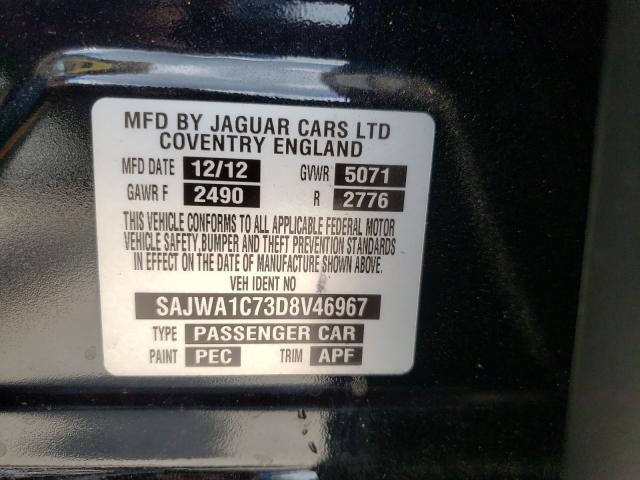 MFD BY JAGUAR CARS LTD
COVENTRY ENGLAND
MFD DATE 12/12 GVWR 5071
GAWR F 2490 R 2776
THIS VEHICLE CONFORMS TO ALL APPLICABLE FEDERAL MOTOR
VEHICLE SAFETY,BUMPER AND THEFT PREVENTION STANDARDS
IN EFFECT ON THE DATE OF MANUFACTURE SHOWN ABOVE.
VEH IDENT NO
SAJWA1C73D8V46967
TYPE PASSENGER CAR
PAINT PEC TRIM APF